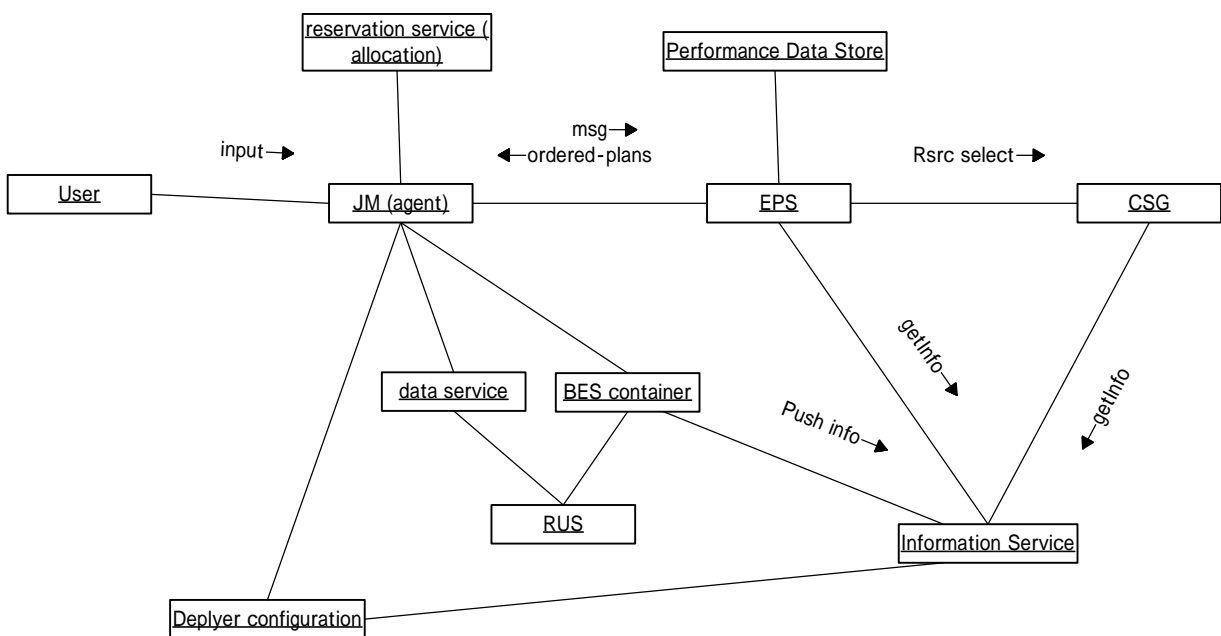 reservation service (
allocation)
Performance Data Store
input
msg
ordered-plans
Rsrc select
User
JM (agent)
EPS
CSG
getInfo
getInfo
data service
BES container
Push info
RUS
Information Service
Deplyer configuration